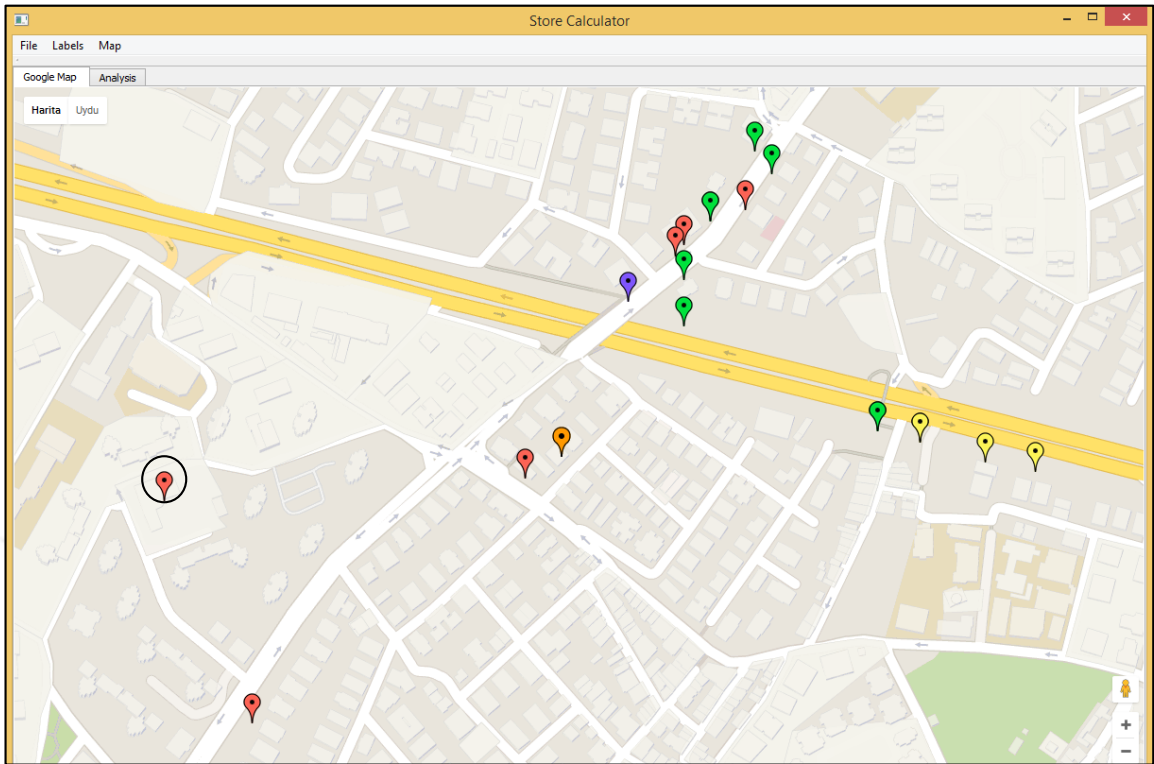 Store Calculator
File Labels Map
Google Map Analysis
Harita Uydu
+
−